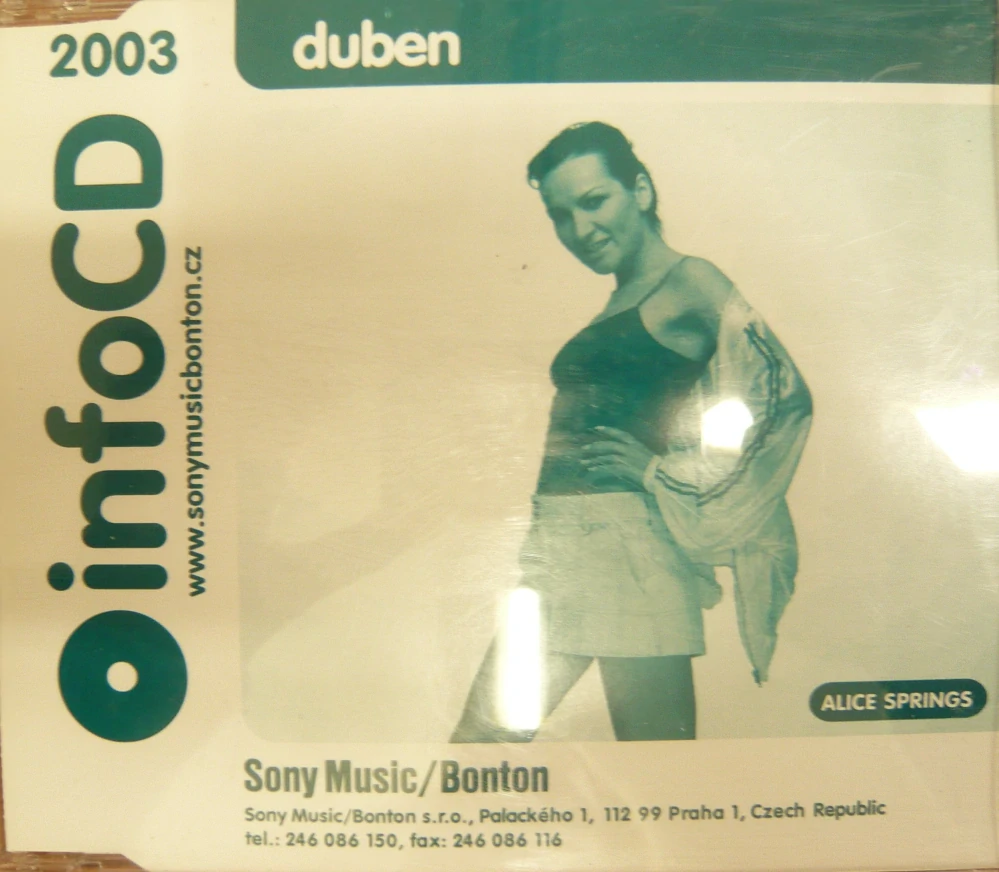 2003
duben
infoCD
www.sonymusicbonton.cz
ALICE SPRINGS
Sony Music/Bonton
Sony Music/Bonton s.r.o., Palackého 1, 112 99 Praha 1, Czech Republic
tel.: 246 086 150, fax: 246 086 116